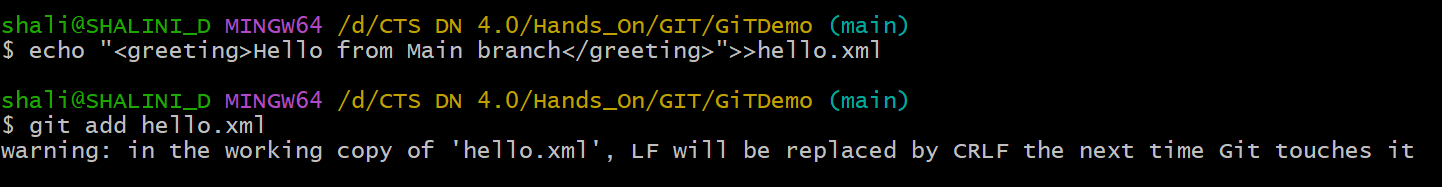 shali@SHALINI_D MINGW64 /d/CTS DN 4.0/Hands_On/GIT/GiTDemo (main)
$ echo "<greeting>Hello from Main branch</greeting>">>hello.xml
shali@SHALINI_D MINGW64 /d/CTS DN 4.0/Hands_On/GIT/GiTDemo (main)
$ git add hello.xml
warning: in the working copy of 'hello.xml', LF will be replaced by CRLF the next time Git touches it